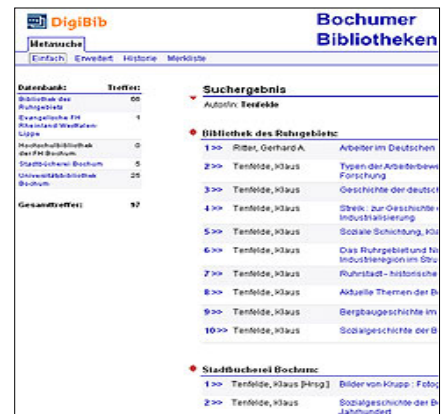 DigiBib
Bochumer
Bibliotheken
Metasuche
Einfach Erweitert Historie Merkliste
Datenbank: Treffer:
Bibliothek des
Ruhrgebiets
Evangelische FH
Rheinland Westfalen-
Lippe 1
Hochschulbibliothek
der FH Bochum 0
Stadtbücherei Bochum 5
Universitätsbibliothek
Bochum
Gesamttreffer:
Suchergebnis
Autor/in: Tenfelde
Bibliothek des Ruhrgebiets:
1 >> Ritter, Gerhard A. Arbeiter im Deutschen
2 >> Tenfelde, Klaus Typen der Arbeiterbewe
Forschung
3 >> Tenfelde, Klaus Geschichte der deutsch
4 >> Tenfelde, Klaus Streik : zur Geschichte
Industrialisierung
5 >> Tenfelde, Klaus Soziale Schichtung, Kla
6 >> Tenfelde, Klaus Das Ruhrgebiet und
Industrieregion im Stru
7 >> Tenfelde, Klaus Ruhrstadt - historische
8 >> Tenfelde, Klaus Aktuelle Themen der B
9 >> Tenfelde, Klaus Bergbaugeschichte im
10 >> Tenfelde, Klaus Sozialgeschichte der B
Stadtbücherei Bochum:
1 >> Tenfelde, Klaus [Hrsg.] Bilder von Krupp : Fotog
2 >> Tenfelde, Klaus Sozialgeschichte der B
Jahrhundert